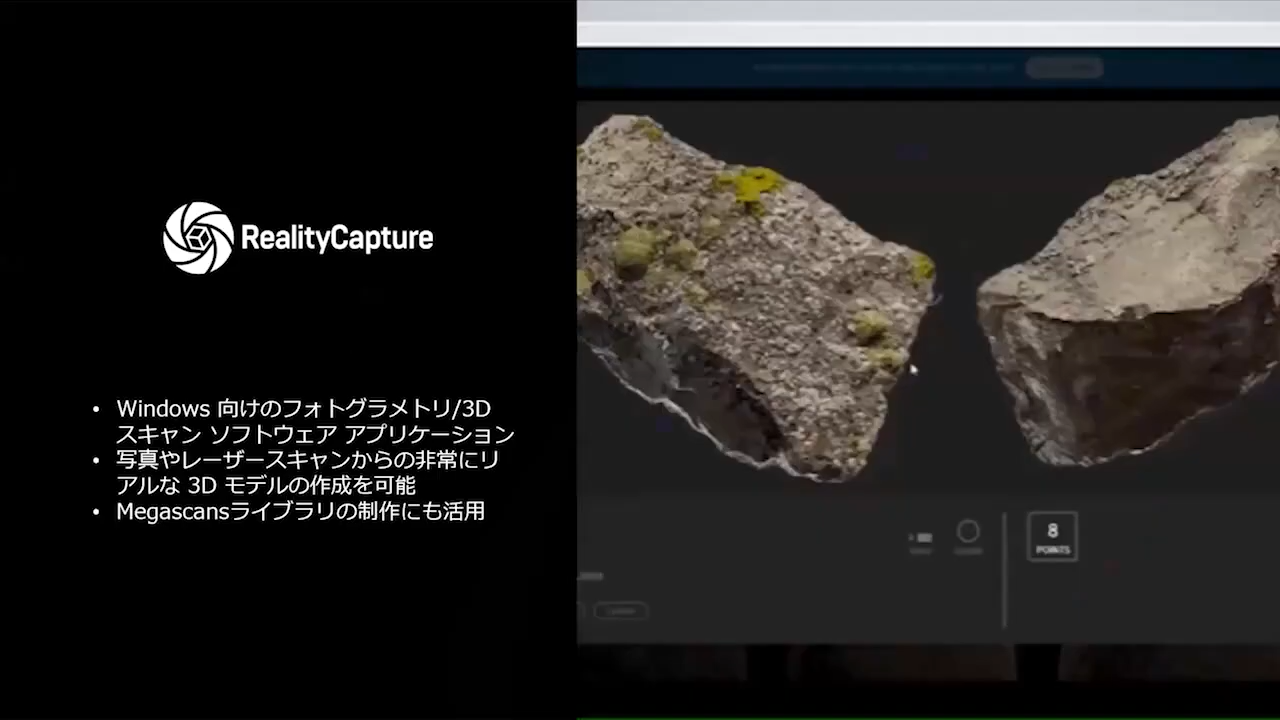 RealityCapture
• Windows 向けのフォトグラメトリ/3D
スキャン ソフトウェア アプリケーション
• 写真やレーザースキャンからの非常にリ
アルな 3D モデルの作成を可能
• Megascansライブラリの制作にも活用
8
POINTS